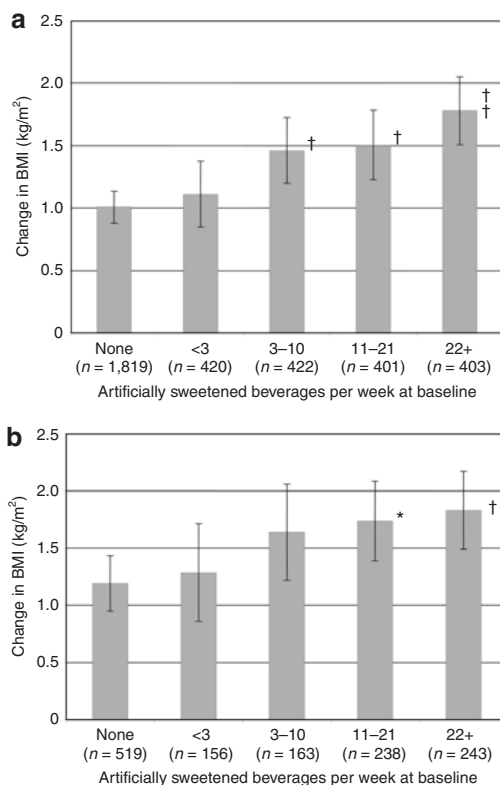 a
2.5
2.0
1.5
1.0
0.5
0
Change in BMI (kg/m²)
†
†
†
†
None <3 3–10 11–21 22+
(n = 1,819) (n = 420) (n = 422) (n = 401) (n = 403)
Artificially sweetened beverages per week at baseline
b
2.5
2.0
1.5
1.0
0.5
0
Change in BMI (kg/m²)
*
†
None <3 3–10 11–21 22+
(n = 519) (n = 156) (n = 163) (n = 238) (n = 243)
Artificially sweetened beverages per week at baseline